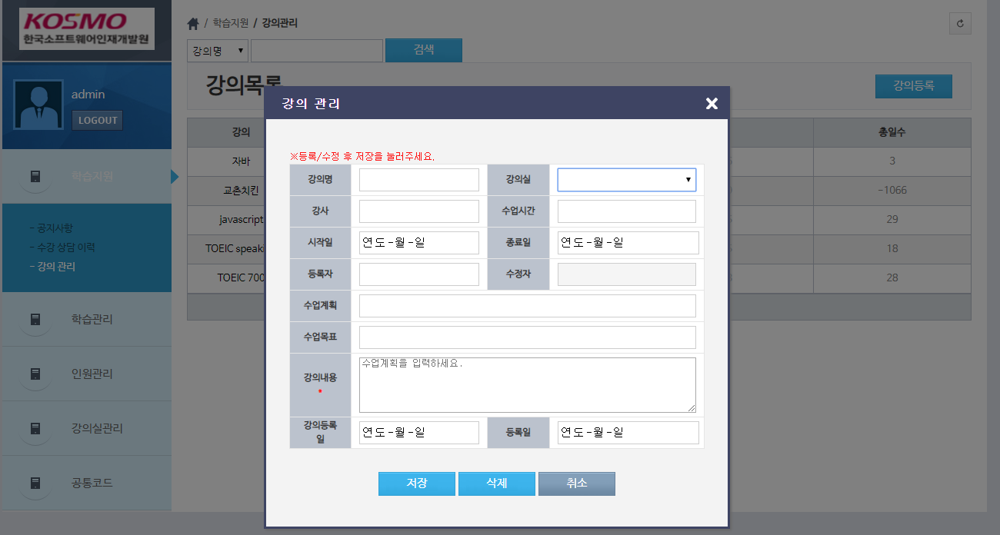 KOSMO
한국소프트웨어인재개발원
/ 학습지원 / 강의관리
강의명
검색
admin
LOGOUT
강의목록
강의등록
강의 총일수
자바 3
교촌치킨 -1066
javascript 29
TOEIC 18
TOEIC 700 28
학습지원
- 공지사항
- 수강 상담 이력
- 강의 관리
학습관리
인원관리
강의실관리
공통코드
강의 관리
※등록/수정 후 저장을 눌러주세요.
강의명 강의실
강사 수업시간
시작일 연도-월-일 종료일 연도-월-일
등록자 수정자
수업계획
수업목표
강의내용 수업계획을 입력하세요.
*
강의등록
일 연도-월-일 등록일 연도-월-일
저장 삭제 취소